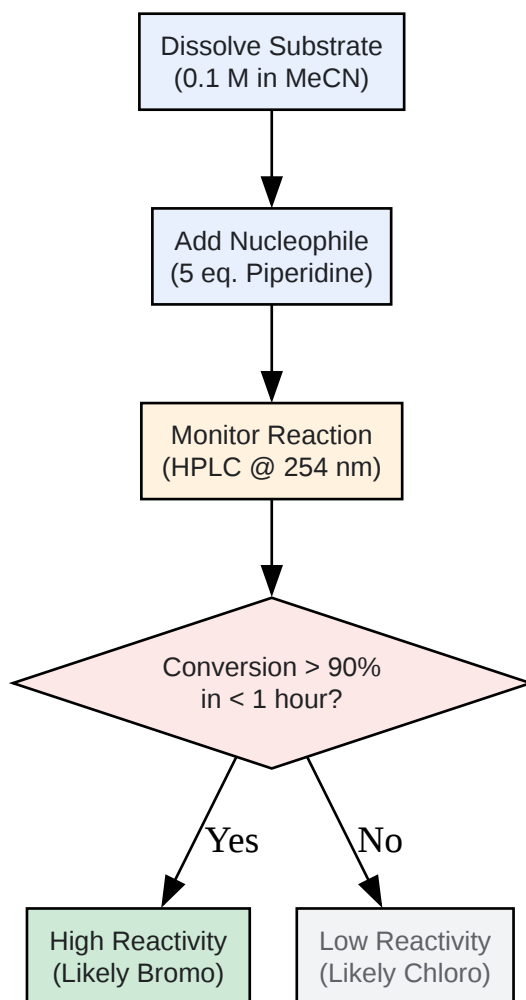 Dissolve Substrate
(0.1 M in MeCN)
Add Nucleophile
(5 eq. Piperidine)
Monitor Reaction
(HPLC @ 254 nm)
Conversion > 90%
in < 1 hour?
Yes
No
High Reactivity
(Likely Bromo)
Low Reactivity
(Likely Chloro)